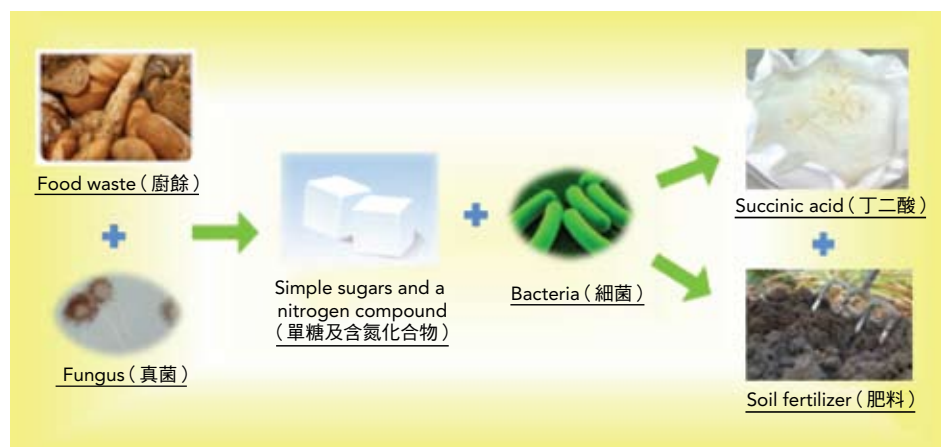 Food waste（廚餘）
Fungus（真菌）
Simple sugars and a
nitrogen compound
（單糖及含氮化合物）
Bacteria（細菌）
Succinic acid（丁二酸）
Soil fertilizer（肥料）